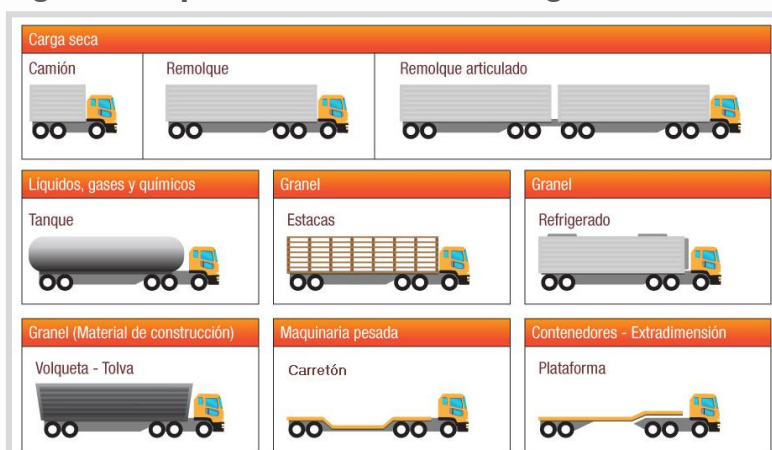 Carga seca
Camión
Remolque
Remolque articulado
Líquidos, gases y químicos
Granel
Granel
Tanque
Estacas
Refrigerado
Granel (Material de construcción)
Maquinaria pesada
Contenedores - Extradimensión
Volqueta - Tolva
Carretón
Plataforma